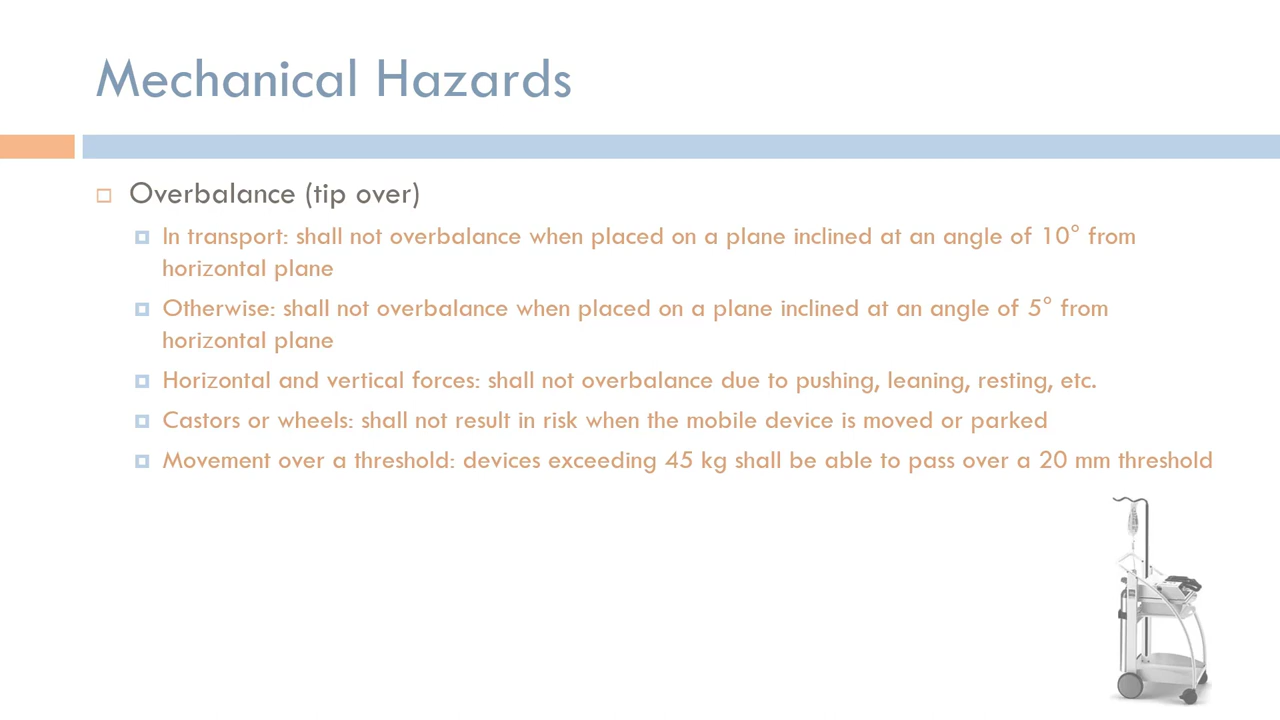 Mechanical Hazards
Overbalance (tip over)
In transport: shall not overbalance when placed on a plane inclined at an angle of 10° from
horizontal plane
Otherwise: shall not overbalance when placed on a plane inclined at an angle of 5° from
horizontal plane
Horizontal and vertical forces: shall not overbalance due to pushing, leaning, resting, etc.
Castors or wheels: shall not result in risk when the mobile device is moved or parked
Movement over a threshold: devices exceeding 45 kg shall be able to pass over a 20 mm threshold